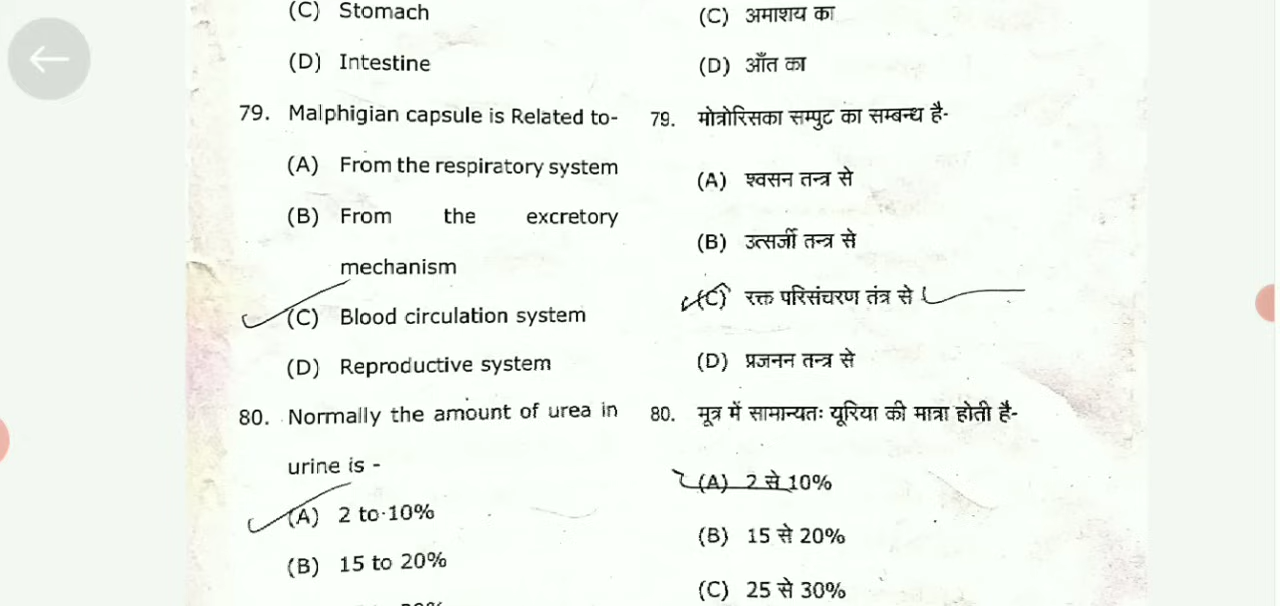 (C) Stomach
(D) Intestine
79. Malphigian capsule is Related to-
(A) From the respiratory system
(B) From the excretory
mechanism
(C) Blood circulation system
(D) Reproductive system
80. Normally the amount of urea in
urine is -
(A) 2 to 10%
(B) 15 to 20%
(C) अमाशय का
(D) आँत का
79. मोत्रोरिसका सम्पुट का सम्बन्ध है-
(A) श्वसन तन्त्र से
(B) उत्सर्जी तन्त्र से
(C) रक्त परिसंचरण तंत्र से
(D) प्रजनन तन्त्र से
80. मूत्र में सामान्यतः यूरिया की मात्रा होती है-
(A) 2 से 10%
(B) 15 से 20%
(C) 25 से 30%